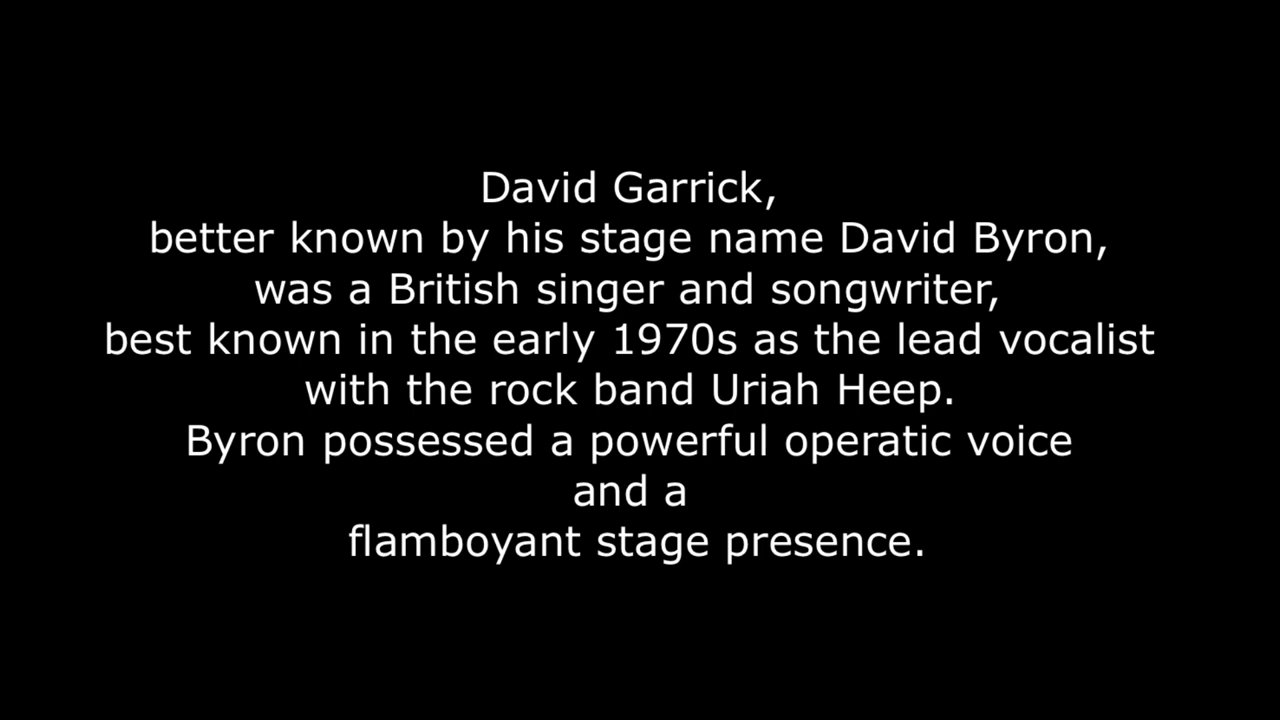 David Garrick,
better known by his stage name David Byron,
was a British singer and songwriter,
best known in the early 1970s as the lead vocalist
with the rock band Uriah Heep.
Byron possessed a powerful operatic voice
and a
flamboyant stage presence.